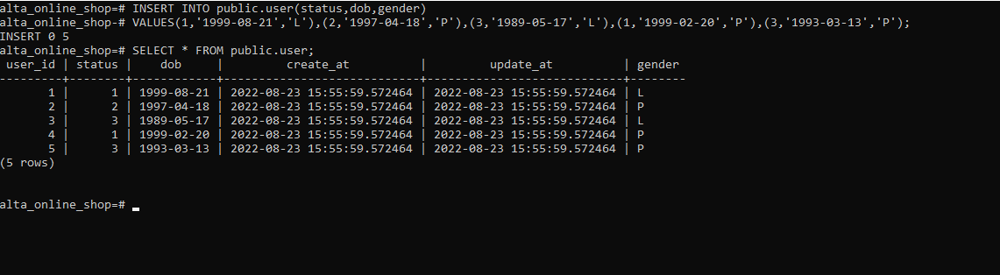 alta_online_shop=# INSERT INTO public.user(status,dob,gender)
alta_online_shop-# VALUES(1,'1999-08-21','L'),(2,'1997-04-18','P'),(3,'1989-05-17','L'),(1,'1999-02-20','P'),(3,'1993-03-13','P');
INSERT 0 5
alta_online_shop=# SELECT * FROM public.user;
 user_id | status |    dob     |         create_at          |         update_at          | gender
---------+--------+------------+----------------------------+----------------------------+--------
       1 |      1 | 1999-08-21 | 2022-08-23 15:55:59.572464 | 2022-08-23 15:55:59.572464 | L
       2 |      2 | 1997-04-18 | 2022-08-23 15:55:59.572464 | 2022-08-23 15:55:59.572464 | P
       3 |      3 | 1989-05-17 | 2022-08-23 15:55:59.572464 | 2022-08-23 15:55:59.572464 | L
       4 |      1 | 1999-02-20 | 2022-08-23 15:55:59.572464 | 2022-08-23 15:55:59.572464 | P
       5 |      3 | 1993-03-13 | 2022-08-23 15:55:59.572464 | 2022-08-23 15:55:59.572464 | P
(5 rows)
alta_online_shop=#